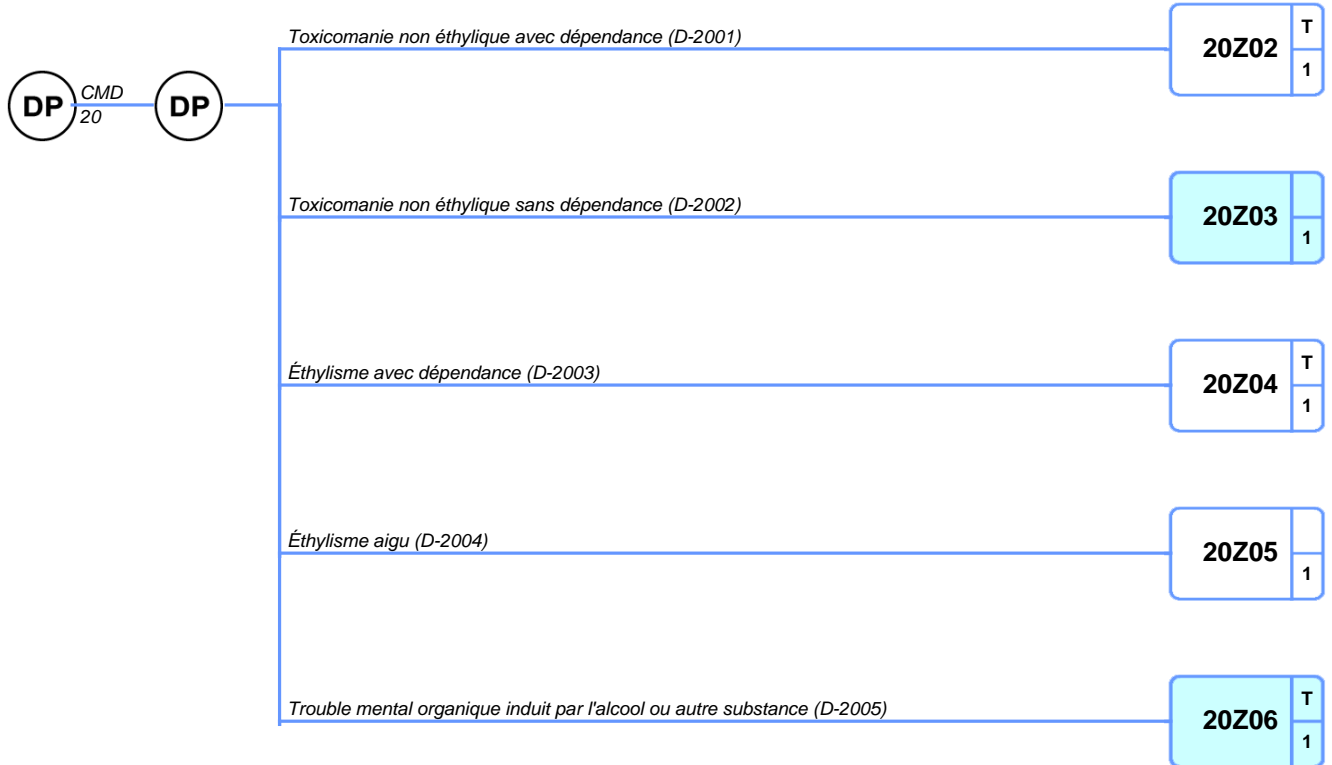 Toxicomanie non éthylique avec dépendance (D-2001)
20Z02
T
1
DP
CMD
20
DP
Toxicomanie non éthylique sans dépendance (D-2002)
20Z03
1
Éthylisme avec dépendance (D-2003)
20Z04
T
1
Éthylisme aigu (D-2004)
20Z05
1
Trouble mental organique induit par l'alcool ou autre substance (D-2005)
20Z06
T
1